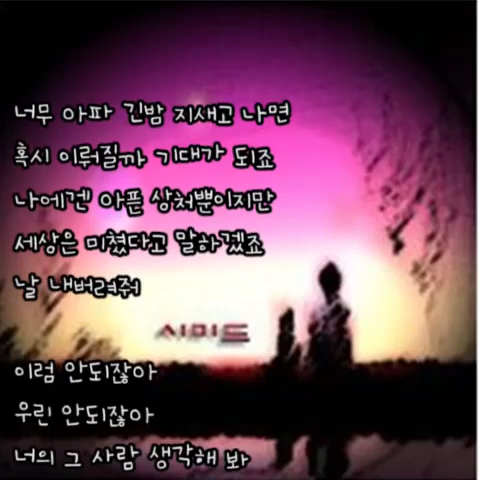 너무 아파 긴밤 지새고 나면
혹시 이뤄질까 기대가 되죠
나에겐 아픈 상처뿐이지만
세상은 미쳤다고 말하겠죠
날 내버려줘
시미드
이럼 안되잖아
우린 안되잖아
너의 그 사람 생각해 봐